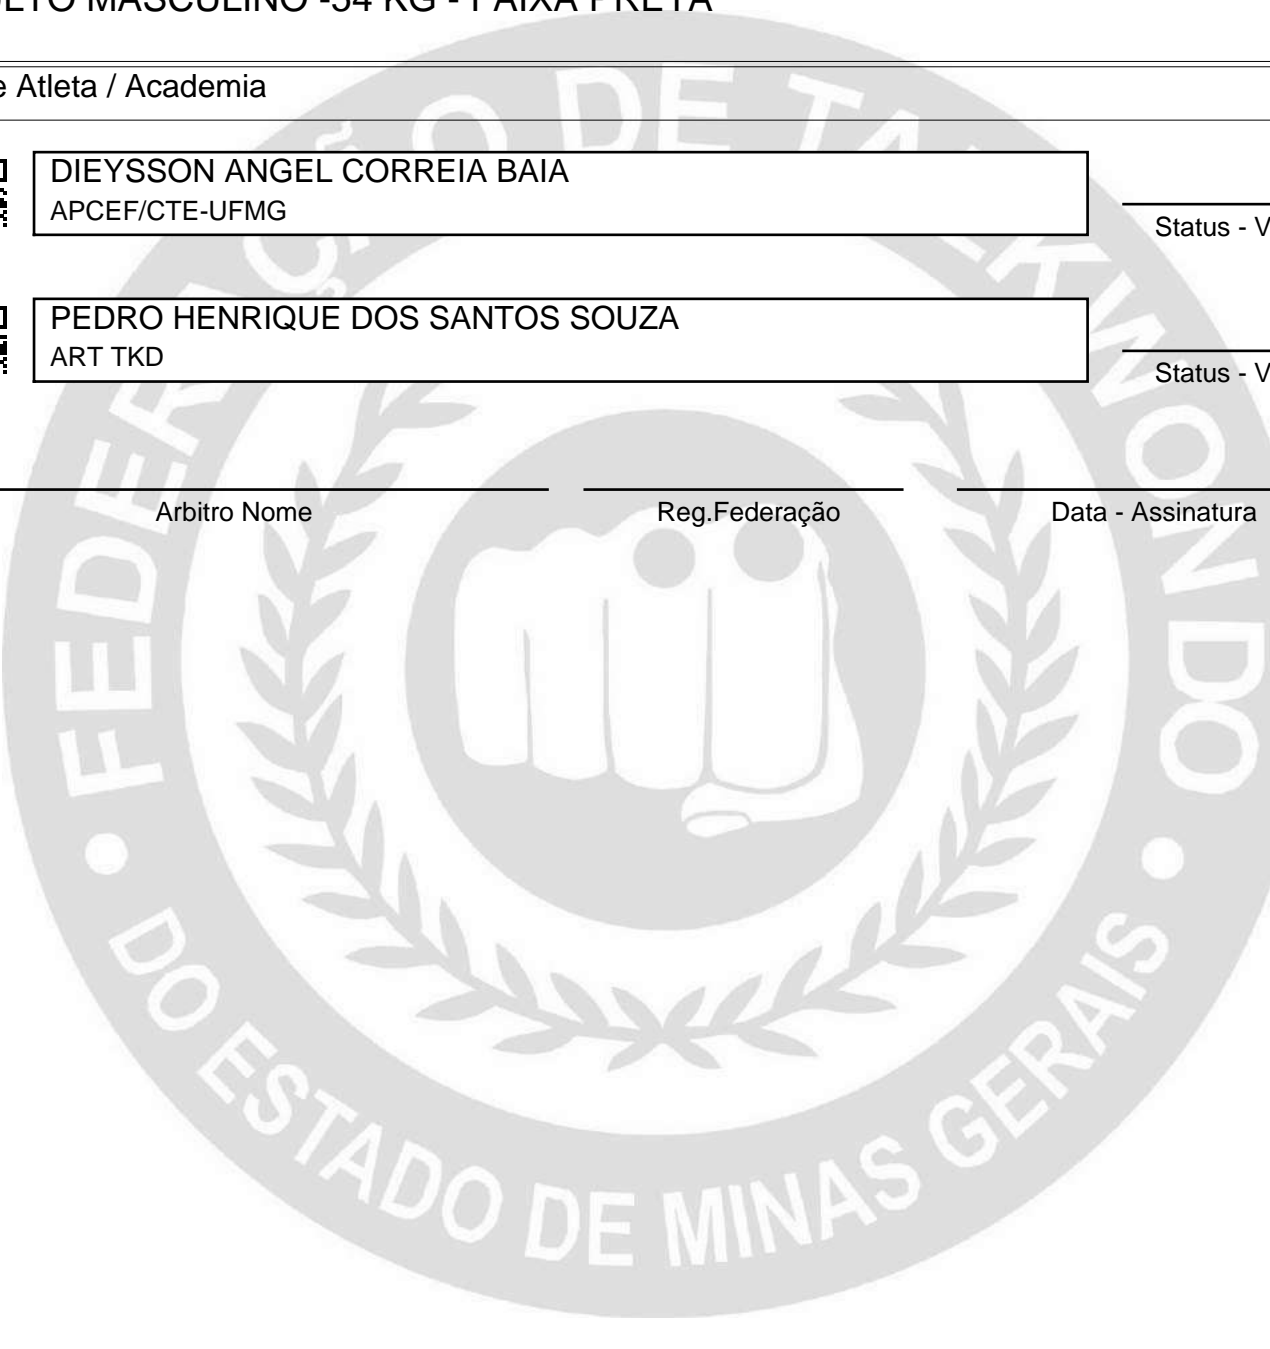 MASCULINO -54 KG - FAIXA PRETA
e Atleta / Academia
DIEYSSON ANGEL CORREIA BAIA
APCEF/CTE-UFMG
Status - V
PEDRO HENRIQUE DOS SANTOS SOUZA
ART TKD
Status - V
Arbitro Nome
Reg.Federação
Data - Assinatura
FEDERAÇÃO DE TAEKWONDO
DO ESTADO DE MINAS GERAIS